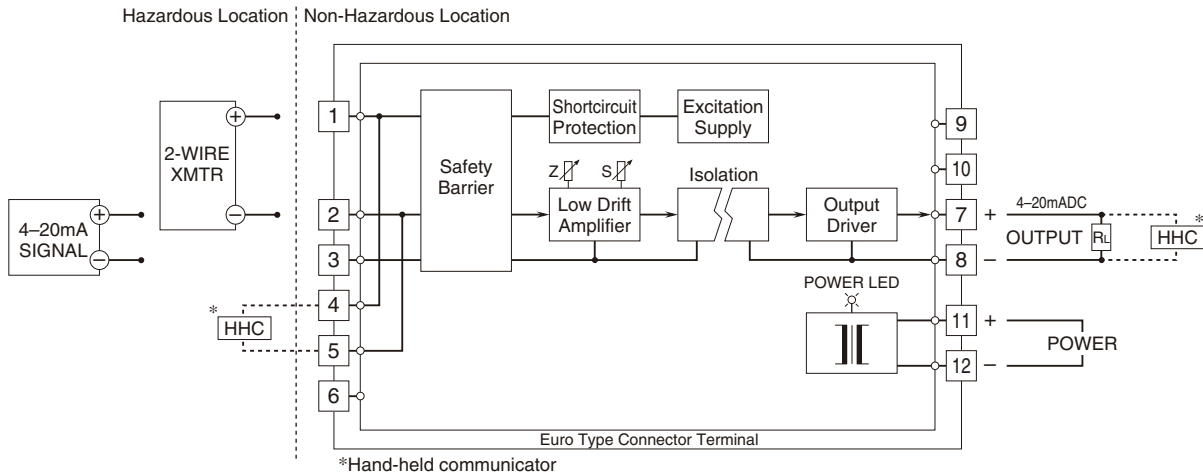 Hazardous Location
Non-Hazardous Location
1
Shortcircuit
Protection
Excitation
Supply
9
2-WIRE
XMTR
+
−
Safety
Barrier
Z
S
Isolation
10
4–20mA
SIGNAL
+
−
2
Low Drift
Amplifier
Output
Driver
7
+
4–20mADC
*
OUTPUT
RL
HHC
3
8
−
4
POWER LED
*
HHC
11
+
POWER
5
12
−
6
Euro Type Connector Terminal
*Hand-held communicator